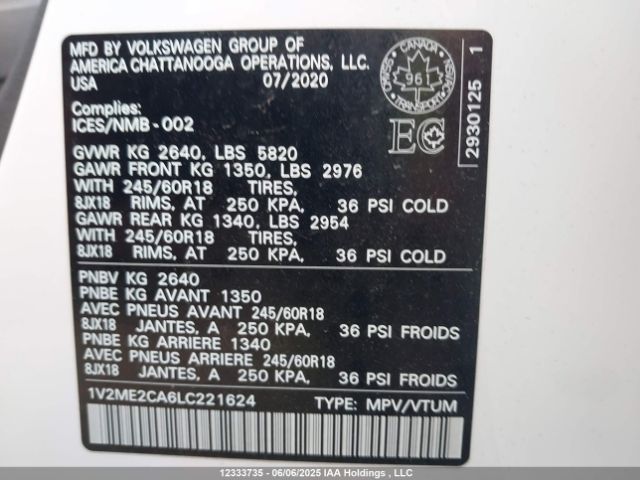 MFD BY VOLKSWAGEN GROUP OF
AMERICA CHATTANOOGA OPERATIONS, LLC.
USA 07/2020
CANADA
96
TRANSPORT
EC
2930125 1
Complies:
ICES/NMB-002
GVWR KG 2640, LBS 5820
GAWR FRONT KG 1350, LBS 2976
WITH 245/60R18 TIRES,
8JX18 RIMS, AT 250 KPA, 36 PSI COLD
GAWR REAR KG 1340, LBS 2954
WITH 245/60R18 TIRES,
8JX18 RIMS, AT 250 KPA, 36 PSI COLD
PNBV KG 2640
PNBE KG AVANT 1350
AVEC PNEUS AVANT 245/60R18
8JX18 JANTES, A 250 KPA, 36 PSI FROIDS
PNBE KG ARRIERE 1340
AVEC PNEUS ARRIERE 245/60R18
8JX18 JANTES, A 250 KPA, 36 PSI FROIDS
1V2ME2CA6LC221624 TYPE: MPV/VTUM
12333735 - 06/06/2025 IAA Holdings , LLC